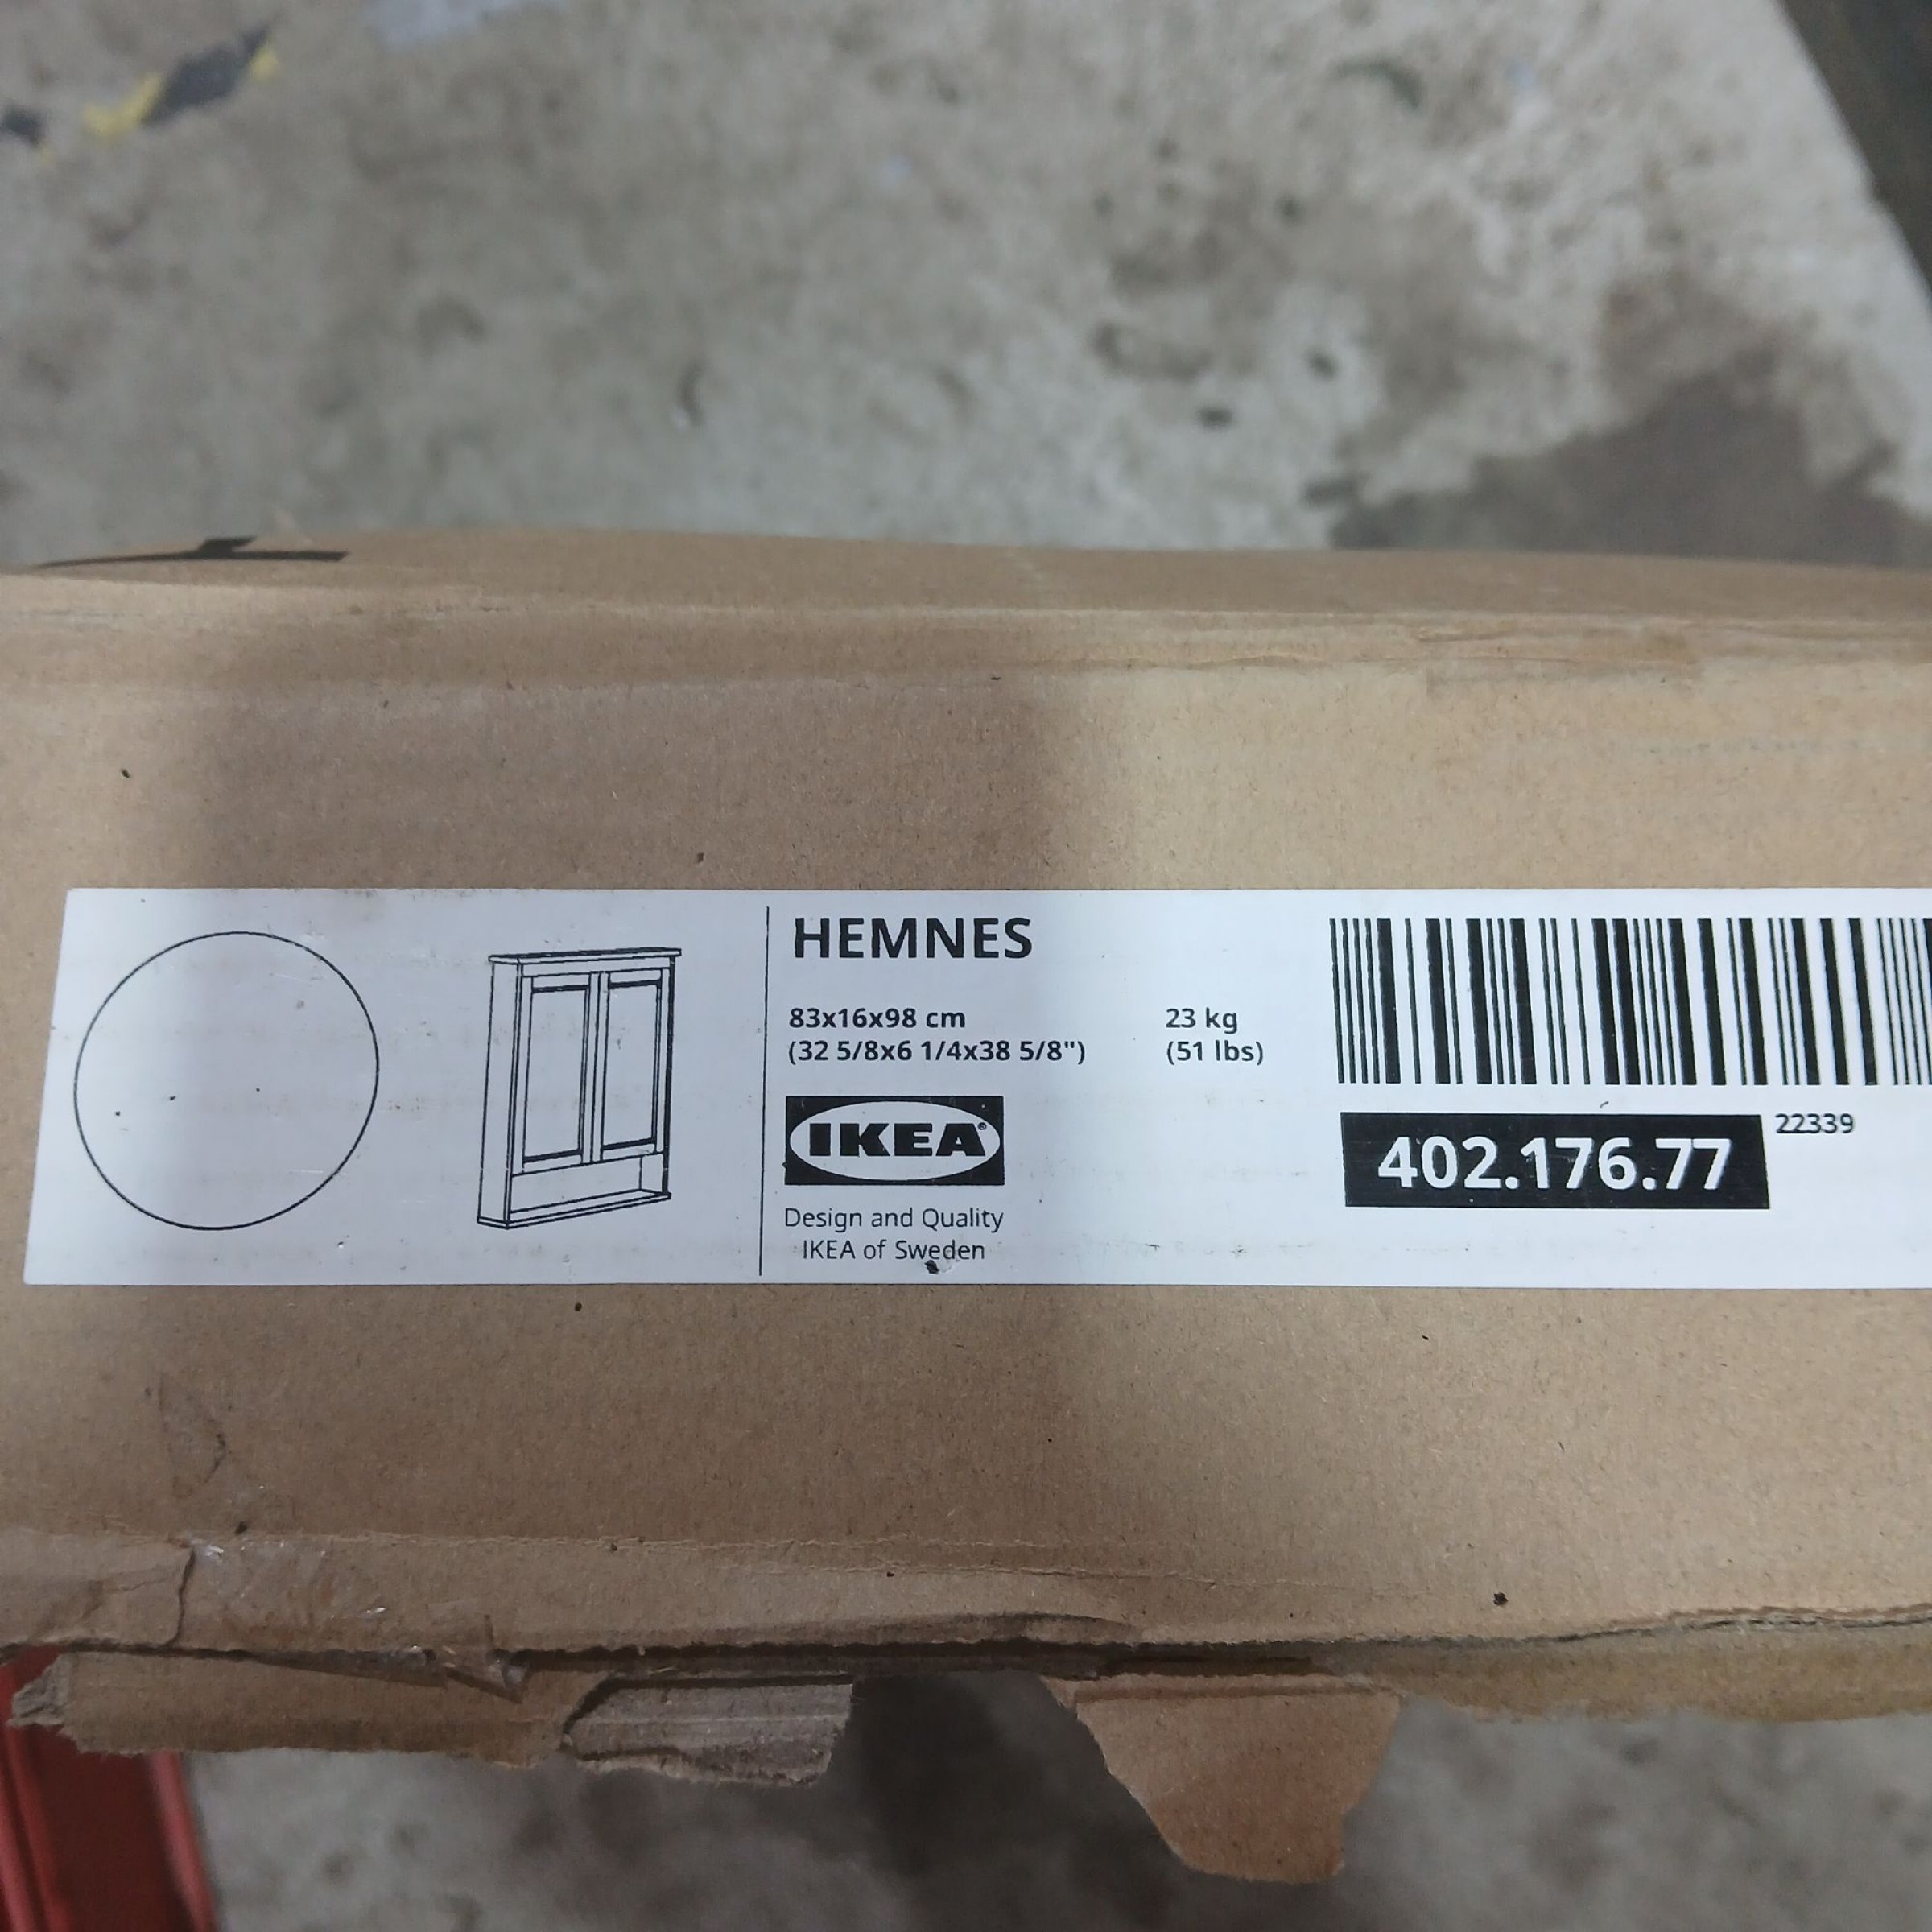 HEMNES
83x16x98 cm
(32 5/8x6 1/4x38 5/8")
23 kg
(51 lbs)
IKEA®
Design and Quality
IKEA of Sweden
402.176.77
22339